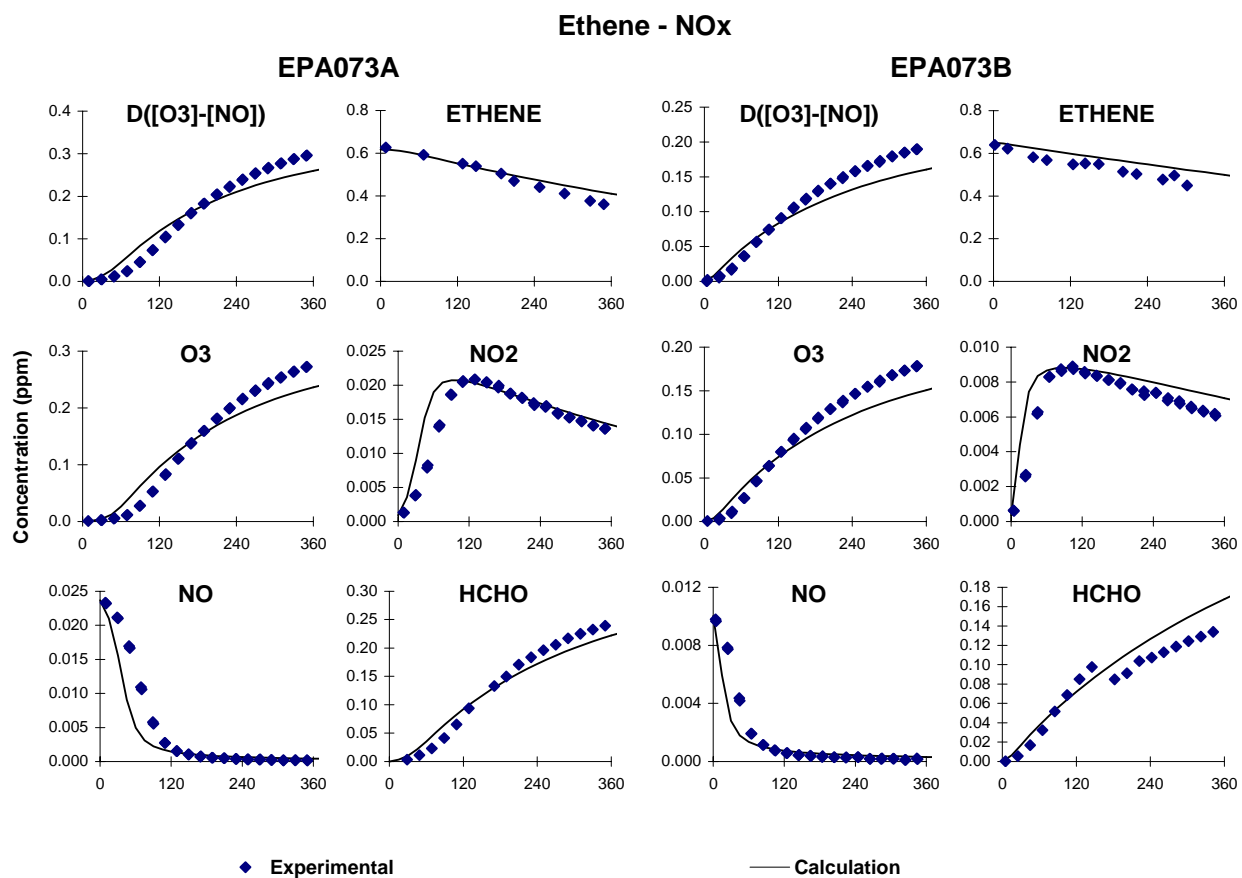 Ethene - NOx
EPA073A
EPA073B
D([O3]-[NO])
0.4
0.3
0.2
0.1
0.0
0 120 240 360
ETHENE
0.8
0.6
0.4
0.2
0.0
0 120 240 360
D([O3]-[NO])
0.25
0.20
0.15
0.10
0.05
0.00
0 120 240 360
ETHENE
0.8
0.6
0.4
0.2
0.0
0 120 240 360
Concentration (ppm)
O3
0.3
0.2
0.1
0.0
0 120 240 360
NO2
0.025
0.020
0.015
0.010
0.005
0.000
0 120 240 360
O3
0.20
0.15
0.10
0.05
0.00
0 120 240 360
NO2
0.010
0.008
0.006
0.004
0.002
0.000
0 120 240 360
NO
0.025
0.020
0.015
0.010
0.005
0.000
0 120 240 360
HCHO
0.30
0.25
0.20
0.15
0.10
0.05
0.00
0 120 240 360
NO
0.012
0.008
0.004
0.000
0 120 240 360
HCHO
0.18
0.16
0.14
0.12
0.10
0.08
0.06
0.04
0.02
0.00
0 120 240 360
Experimental
Calculation